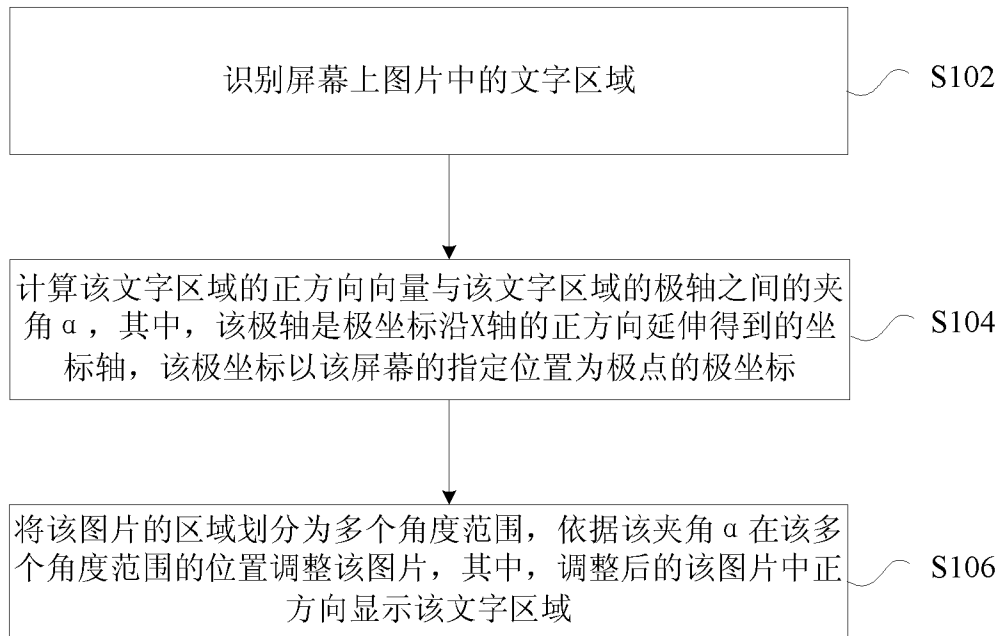 识别屏幕上图片中的文字区域
S102
计算该文字区域的正方向向量与该文字区域的极轴之间的夹
角α，其中，该极轴是极坐标沿X轴的正方向延伸得到的坐
标轴，该极坐标以该屏幕的指定位置为极点的极坐标
S104
将该图片的区域划分为多个角度范围，依据该夹角α在该多
个角度范围的位置调整该图片，其中，调整后的该图片中正
方向显示该文字区域
S106